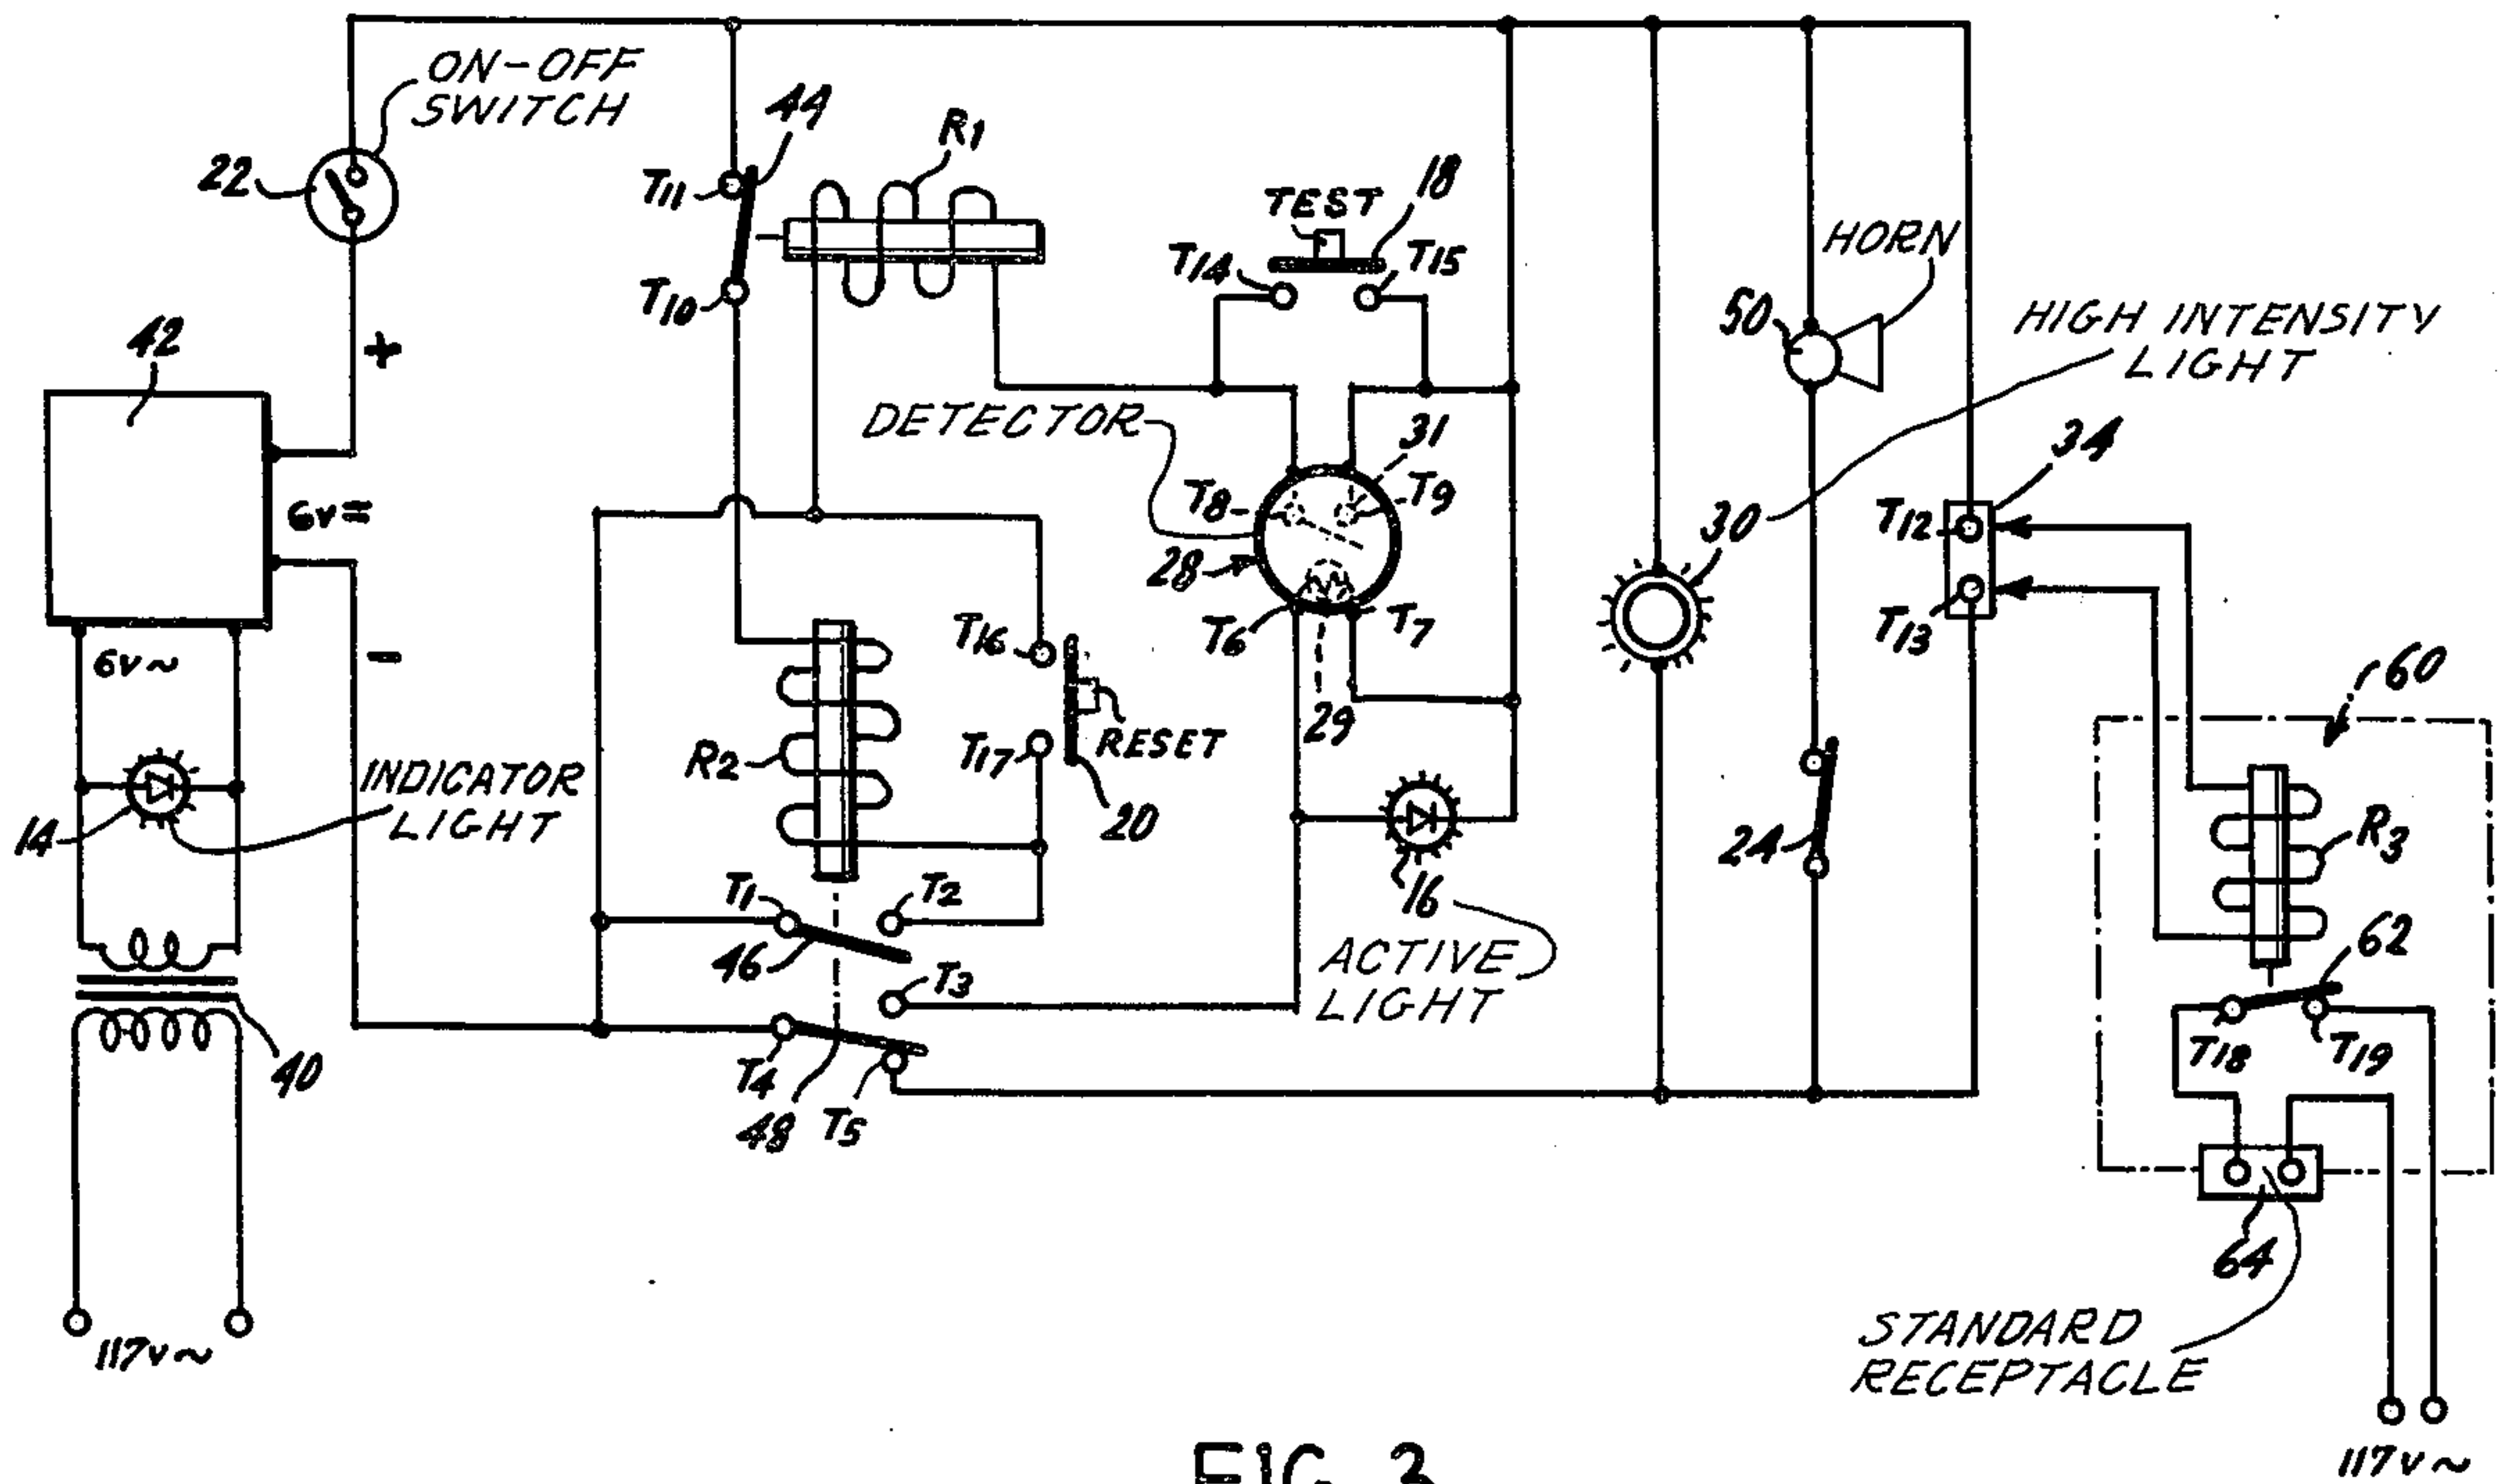 ON-OFF
SWITCH
22
44
R1
T11
T10
TEST
18
T14
T15
HORN
50
HIGH INTENSITY
LIGHT
42
+
6V=
-
6V~
DETECTOR
31
T8
T9
28
T6
T7
29
30
34
T12
T13
60
T16
RESET
T17
20
R2
INDICATOR
LIGHT
14
24
R3
16
ACTIVE
LIGHT
T1
T2
46
T3
62
T4
T5
48
T18
T19
40
64
117V~
STANDARD
RECEPTACLE
117V~